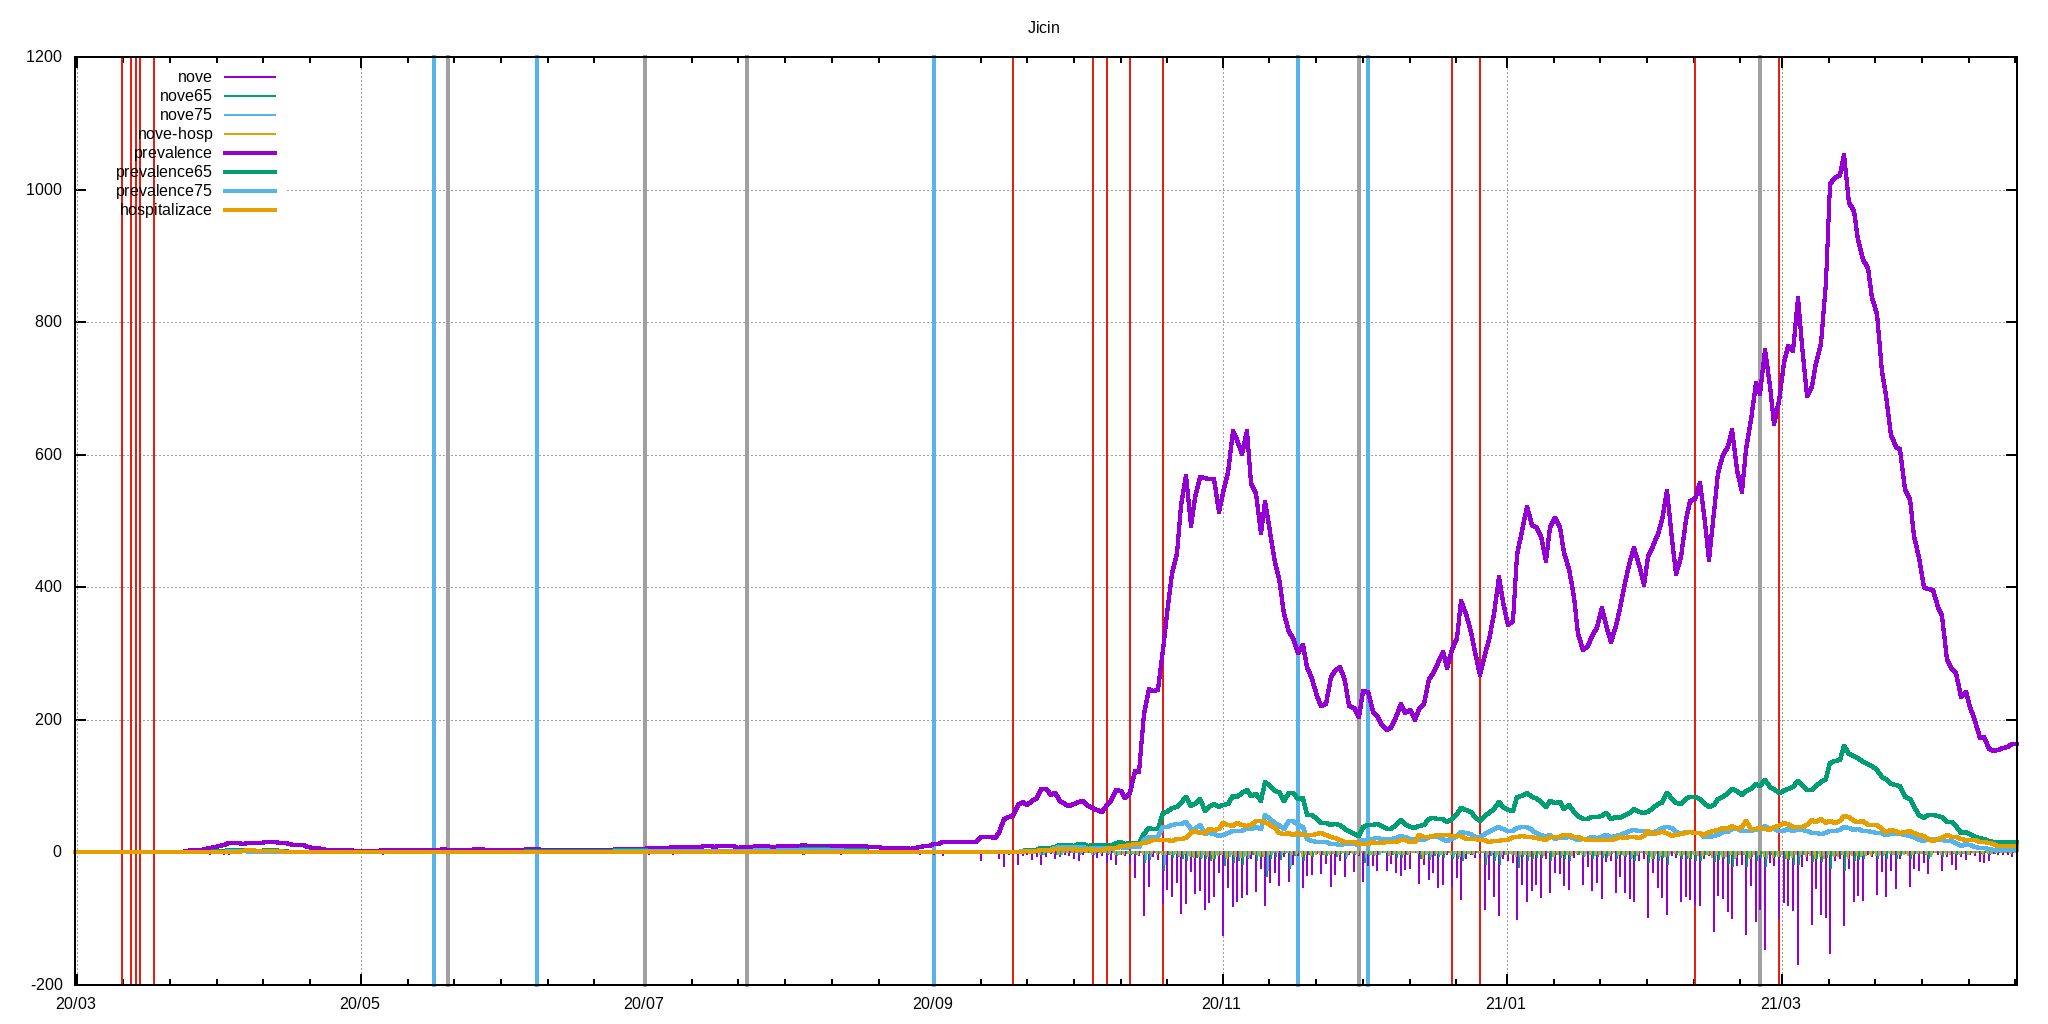 Jicin
1200
nove
nove65
nove75
nove-hosp
prevalence
prevalence65
prevalence75
hospitalizace
1000
800
600
400
200
0
-200
20/03 20/05 20/07 20/09 20/11 21/01 21/03